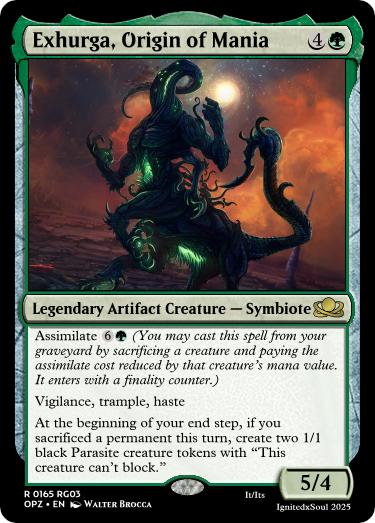 Exhurga, Origin of Mania 4
Legendary Artifact Creature — Symbiote
Assimilate 6 (You may cast this spell from your
graveyard by sacrificing a creature and paying the
assimilate cost reduced by that creature's mana value.
It enters with a finality counter.)
Vigilance, trample, haste
At the beginning of your end step, if you
sacrificed a permanent this turn, create two 1/1
black Parasite creature tokens with “This
creature can't block.”
5/4
R 0165 RG03
OPZ • EN Walter Brocca
It/Its
IgnitedxSoul 2025